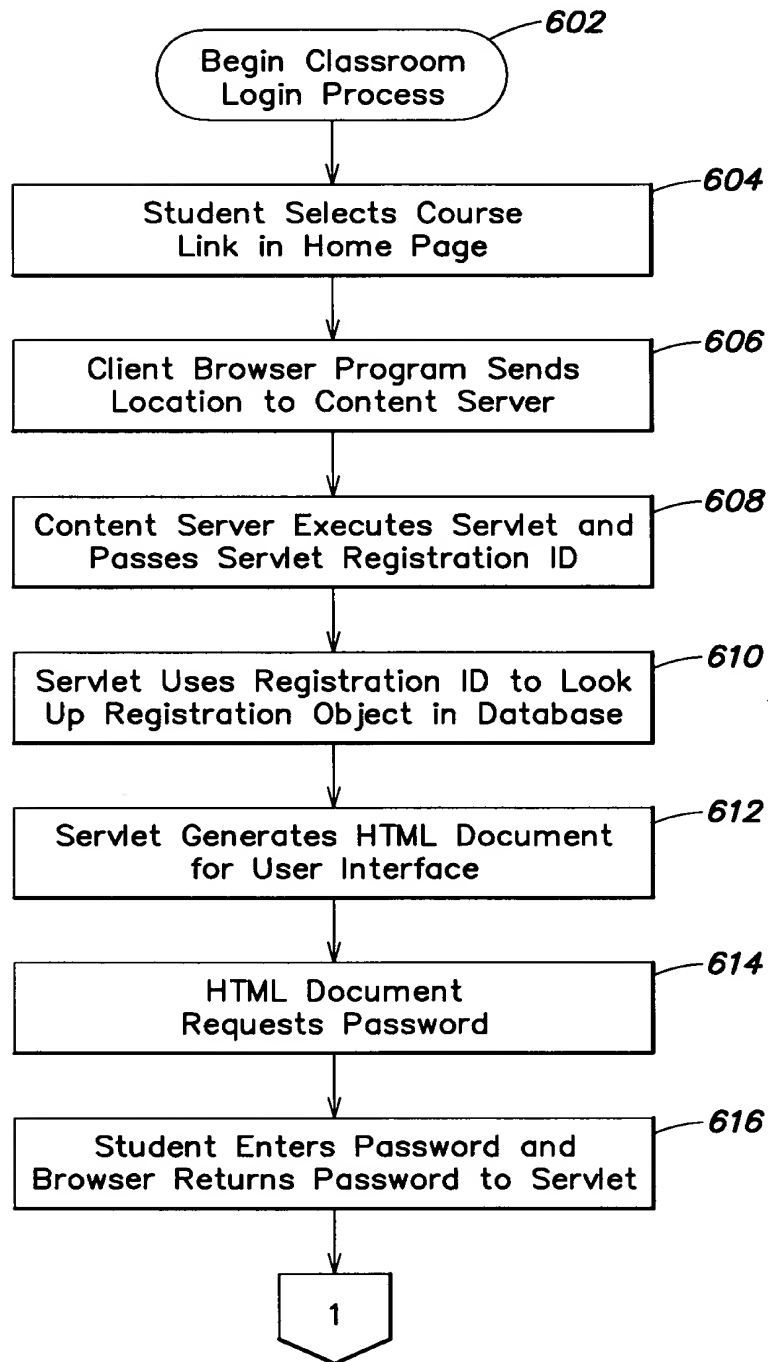 602
Begin Classroom
Login Process
604
Student Selects Course
Link in Home Page
606
Client Browser Program Sends
Location to Content Server
608
Content Server Executes Servlet and
Passes Servlet Registration ID
610
Servlet Uses Registration ID to Look
Up Registration Object in Database
612
Servlet Generates HTML Document
for User Interface
614
HTML Document
Requests Password
616
Student Enters Password and
Browser Returns Password to Servlet
1